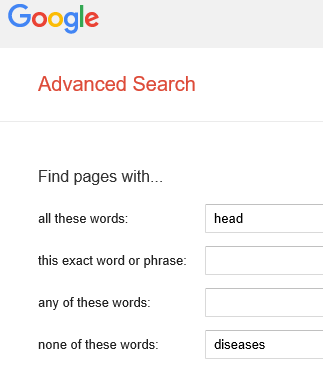 Google
Advanced Search
Find pages with...
all these words: head
this exact word or phrase:
any of these words:
none of these words: diseases